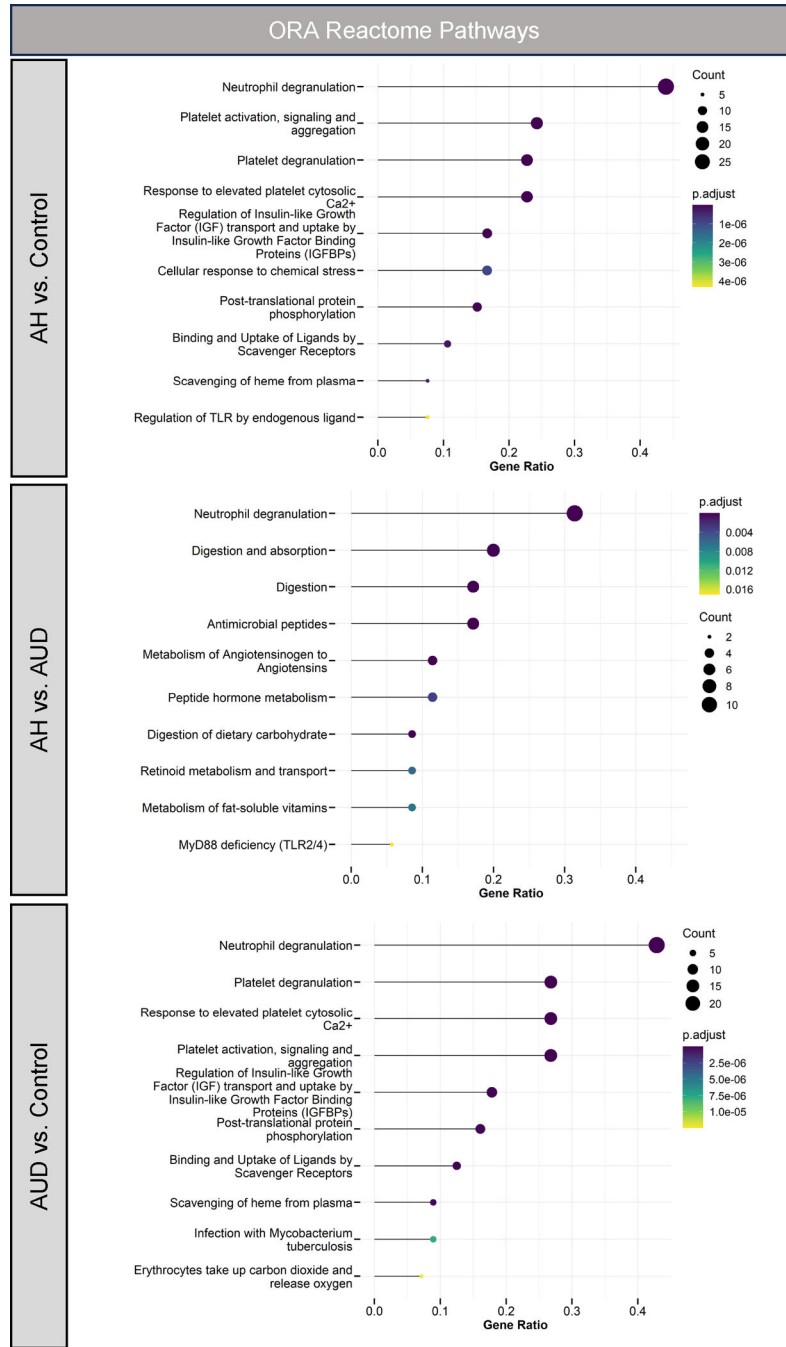 ORA Reactome Pathways
AH vs. Control
Neutrophil degranulation
Platelet activation, signaling and
aggregation
Platelet degranulation
Response to elevated platelet cytosolic
Ca2+
Regulation of Insulin-like Growth
Factor (IGF) transport and uptake by
Insulin-like Growth Factor Binding
Proteins (IGFBPs)
Cellular response to chemical stress
Post-translational protein
phosphorylation
Binding and Uptake of Ligands by
Scavenger Receptors
Scavenging of heme from plasma
Regulation of TLR by endogenous ligand
0.0 0.1 0.2 0.3 0.4
Gene Ratio
Count
5
10
15
20
25
p.adjust
1e-06
2e-06
3e-06
4e-06
AH vs. AUD
Neutrophil degranulation
Digestion and absorption
Digestion
Antimicrobial peptides
Metabolism of Angiotensinogen to
Angiotensins
Peptide hormone metabolism
Digestion of dietary carbohydrate
Retinoid metabolism and transport
Metabolism of fat-soluble vitamins
MyD88 deficiency (TLR2/4)
0.0 0.1 0.2 0.3 0.4
Gene Ratio
p.adjust
0.004
0.008
0.012
0.016
Count
2
4
6
8
10
AUD vs. Control
Neutrophil degranulation
Platelet degranulation
Response to elevated platelet cytosolic
Ca2+
Platelet activation, signaling and
aggregation
Regulation of Insulin-like Growth
Factor (IGF) transport and uptake by
Insulin-like Growth Factor Binding
Proteins (IGFBPs)
Post-translational protein
phosphorylation
Binding and Uptake of Ligands by
Scavenger Receptors
Scavenging of heme from plasma
Infection with Mycobacterium
tuberculosis
Erythrocytes take up carbon dioxide and
release oxygen
0.0 0.1 0.2 0.3 0.4
Gene Ratio
Count
5
10
15
20
p.adjust
2.5e-06
5.0e-06
7.5e-06
1.0e-05